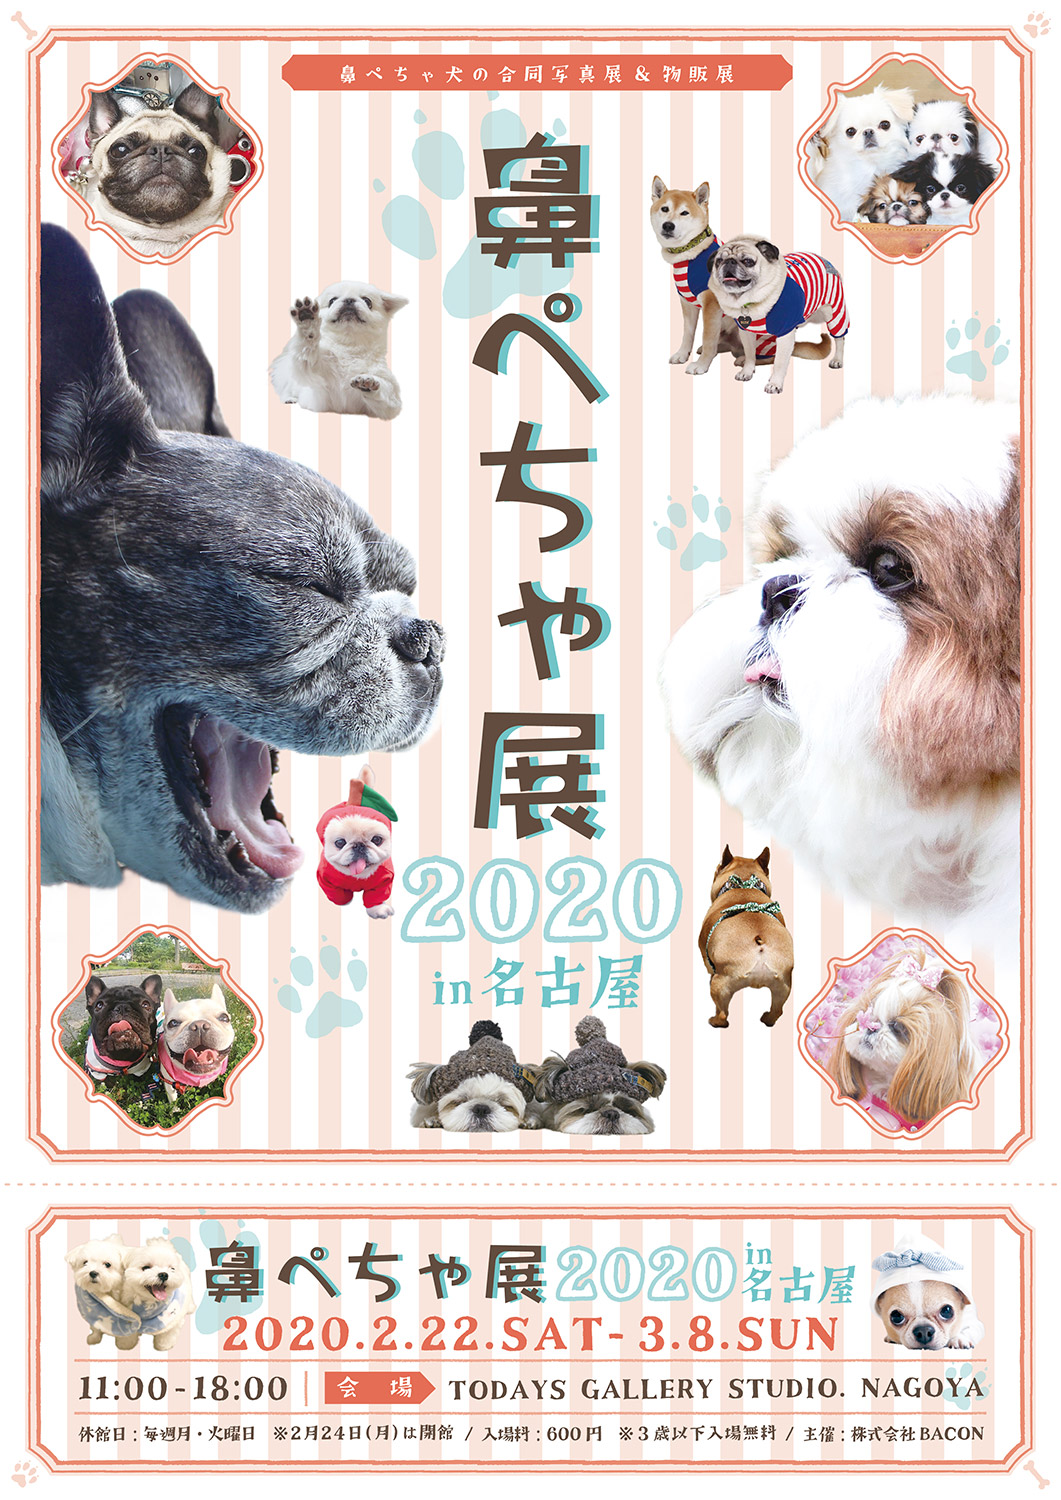 鼻ぺちゃ犬の合同写真展＆物販展
鼻ぺちゃ展
2020
in名古屋
鼻ぺちゃ展2020in名古屋
2020.2.22.SAT-3.8.SUN
11:00-18:00 会場 TODAYS GALLERY STUDIO. NAGOYA
休館日：毎週月・火曜日 ※2月24日(月)は開館 / 入場料：600円 ※3歳以下入場無料 / 主催：株式会社BACON